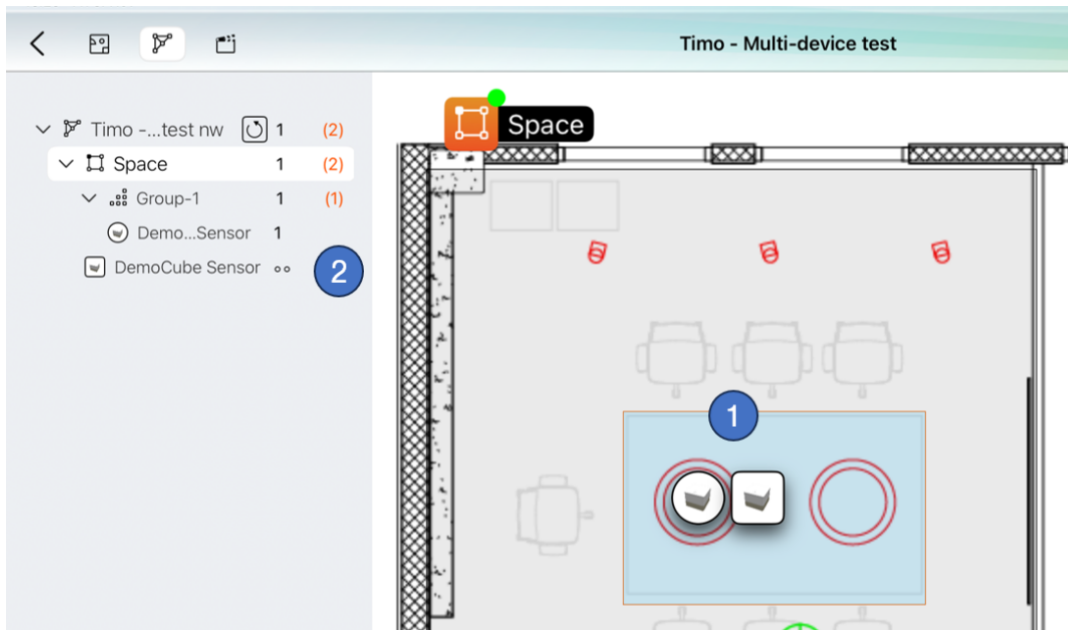 Timo - Multi-device test
Timo -...test nw 1 (2)
Space 1 (2)
Group-1 1 (1)
Demo...Sensor 1
DemoCube Sensor
2
Space
1